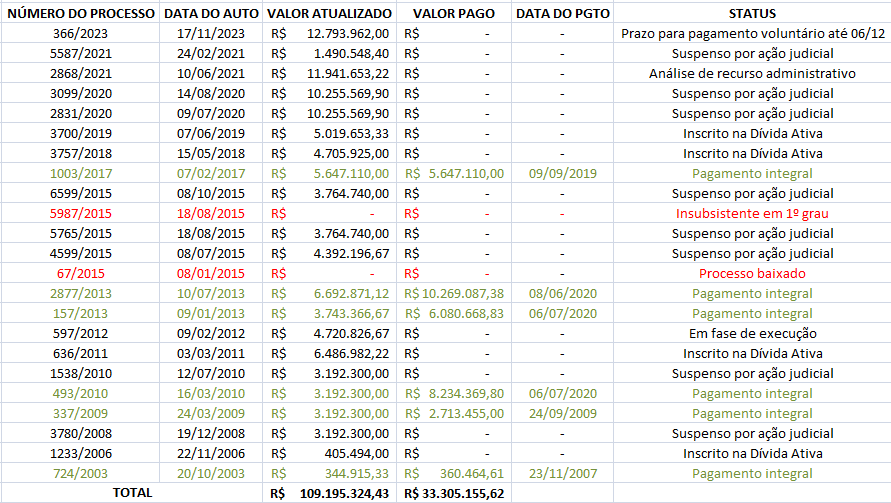 NÚMERO DO PROCESSO DATA DO AUTO VALOR ATUALIZADO VALOR PAGO DATA DO PGTO STATUS
366/2023 17/11/2023 R$ 12.793.962,00 R$ - - Prazo para pagamento voluntário até 06/12
5587/2021 24/02/2021 R$ 1.490.548,40 R$ - - Suspenso por ação judicial
2868/2021 10/06/2021 R$ 11.941.653,22 R$ - - Análise de recurso administrativo
3099/2020 14/08/2020 R$ 10.255.569,90 R$ - - Suspenso por ação judicial
2831/2020 09/07/2020 R$ 10.255.569,90 R$ - - Suspenso por ação judicial
3700/2019 07/06/2019 R$ 5.019.653,33 R$ - - Inscrito na Dívida Ativa
3757/2018 15/05/2018 R$ 4.705.925,00 R$ - - Inscrito na Dívida Ativa
1003/2017 07/02/2017 R$ 5.647.110,00 R$ 5.647.110,00 09/09/2019 Pagamento integral
6599/2015 08/10/2015 R$ 3.764.740,00 R$ - - Suspenso por ação judicial
5987/2015 18/08/2015 R$ - R$ - - Insubsistente em 1º grau
5765/2015 18/08/2015 R$ 3.764.740,00 R$ - - Suspenso por ação judicial
4599/2015 08/07/2015 R$ 4.392.196,67 R$ - - Suspenso por ação judicial
67/2015 08/01/2015 R$ - R$ - - Processo baixado
2877/2013 10/07/2013 R$ 6.692.871,12 R$ 10.269.087,38 08/06/2020 Pagamento integral
157/2013 09/01/2013 R$ 3.743.366,67 R$ 6.080.668,83 06/07/2020 Pagamento integral
597/2012 09/02/2012 R$ 4.720.826,67 R$ - - Em fase de execução
636/2011 03/03/2011 R$ 6.486.982,22 R$ - - Inscrito na Dívida Ativa
1538/2010 12/07/2010 R$ 3.192.300,00 R$ - - Suspenso por ação judicial
493/2010 16/03/2010 R$ 3.192.300,00 R$ 8.234.369,80 06/07/2020 Pagamento integral
337/2009 24/03/2009 R$ 3.192.300,00 R$ 2.713.455,00 24/09/2009 Pagamento integral
3780/2008 19/12/2008 R$ 3.192.300,00 R$ - - Suspenso por ação judicial
1233/2006 22/11/2006 R$ 405.494,00 R$ - - Inscrito na Dívida Ativa
724/2003 20/10/2003 R$ 344.915,33 R$ 360.464,61 23/11/2007 Pagamento integral
TOTAL R$ 109.195.324,43 R$ 33.305.155,62